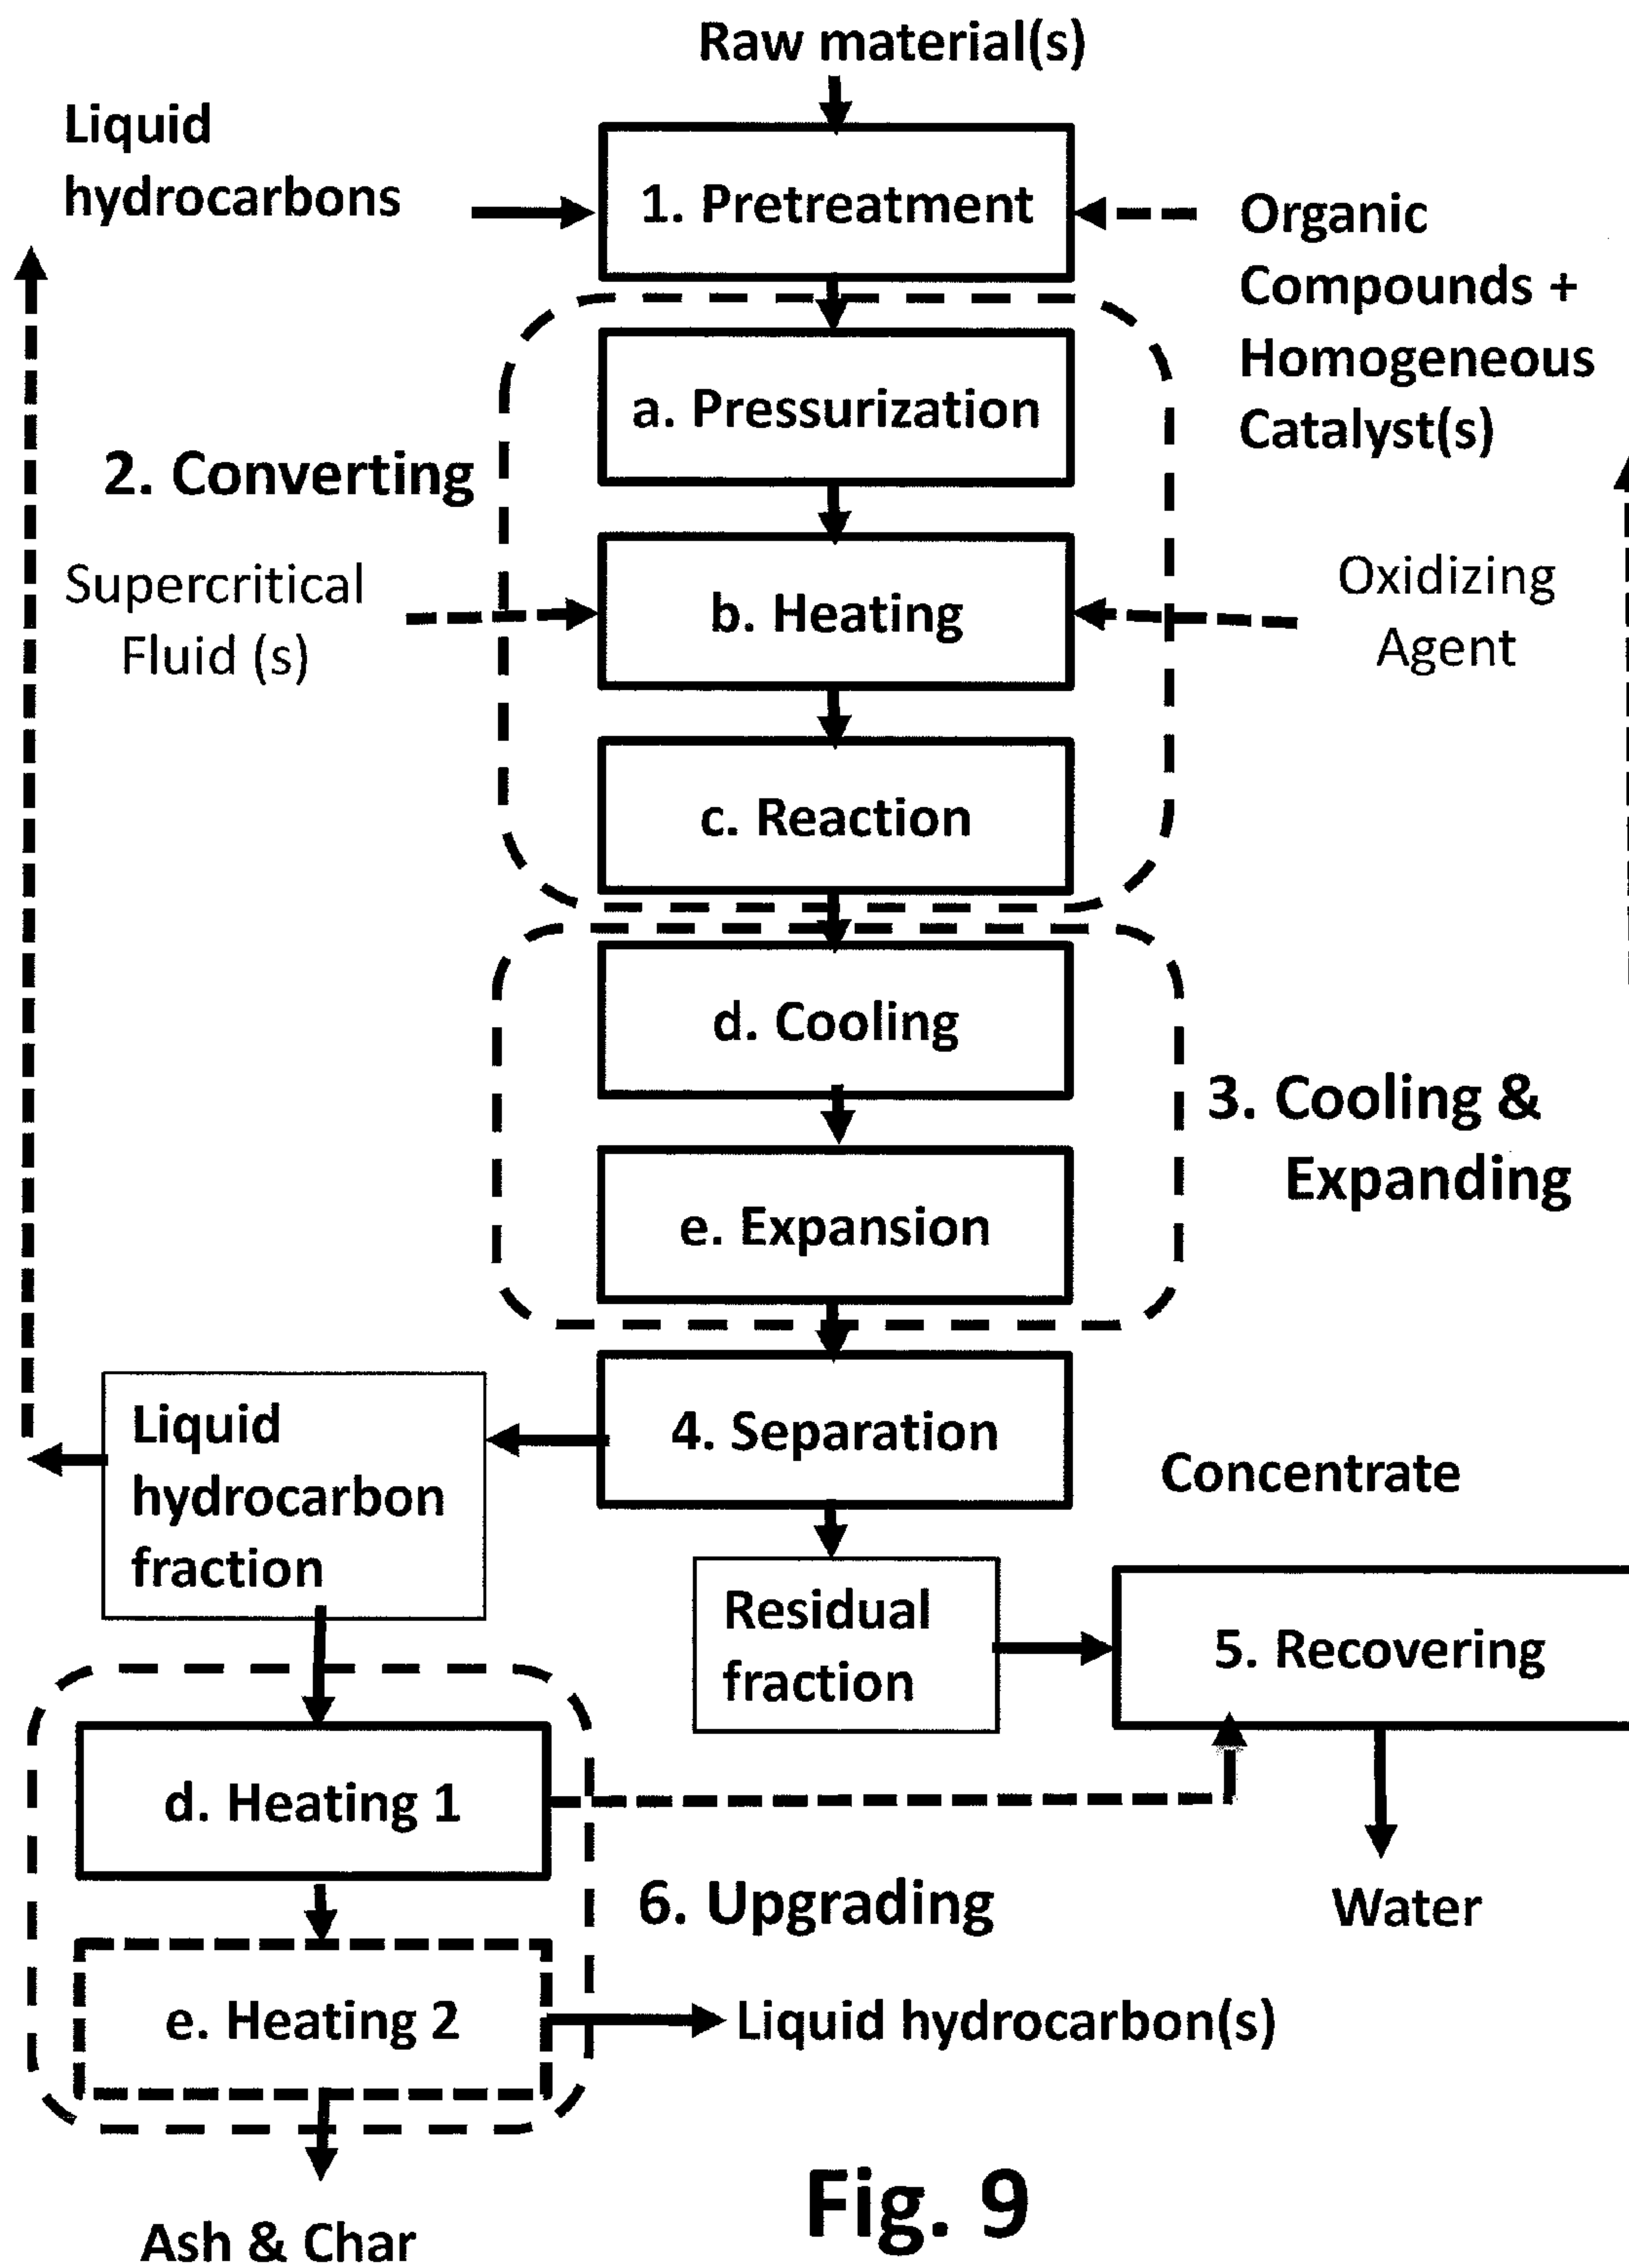 Raw material(s)
Liquid
hydrocarbons
1. Pretreatment
Organic
Compounds +
Homogeneous
Catalyst(s)
a. Pressurization
2. Converting
Supercritical
Fluid (s)
b. Heating
Oxidizing
Agent
c. Reaction
d. Cooling
3. Cooling &
Expanding
e. Expansion
Liquid
hydrocarbon
fraction
4. Separation
Concentrate
Residual
fraction
5. Recovering
d. Heating 1
6. Upgrading
Water
e. Heating 2
Liquid hydrocarbon(s)
Ash & Char
Fig. 9